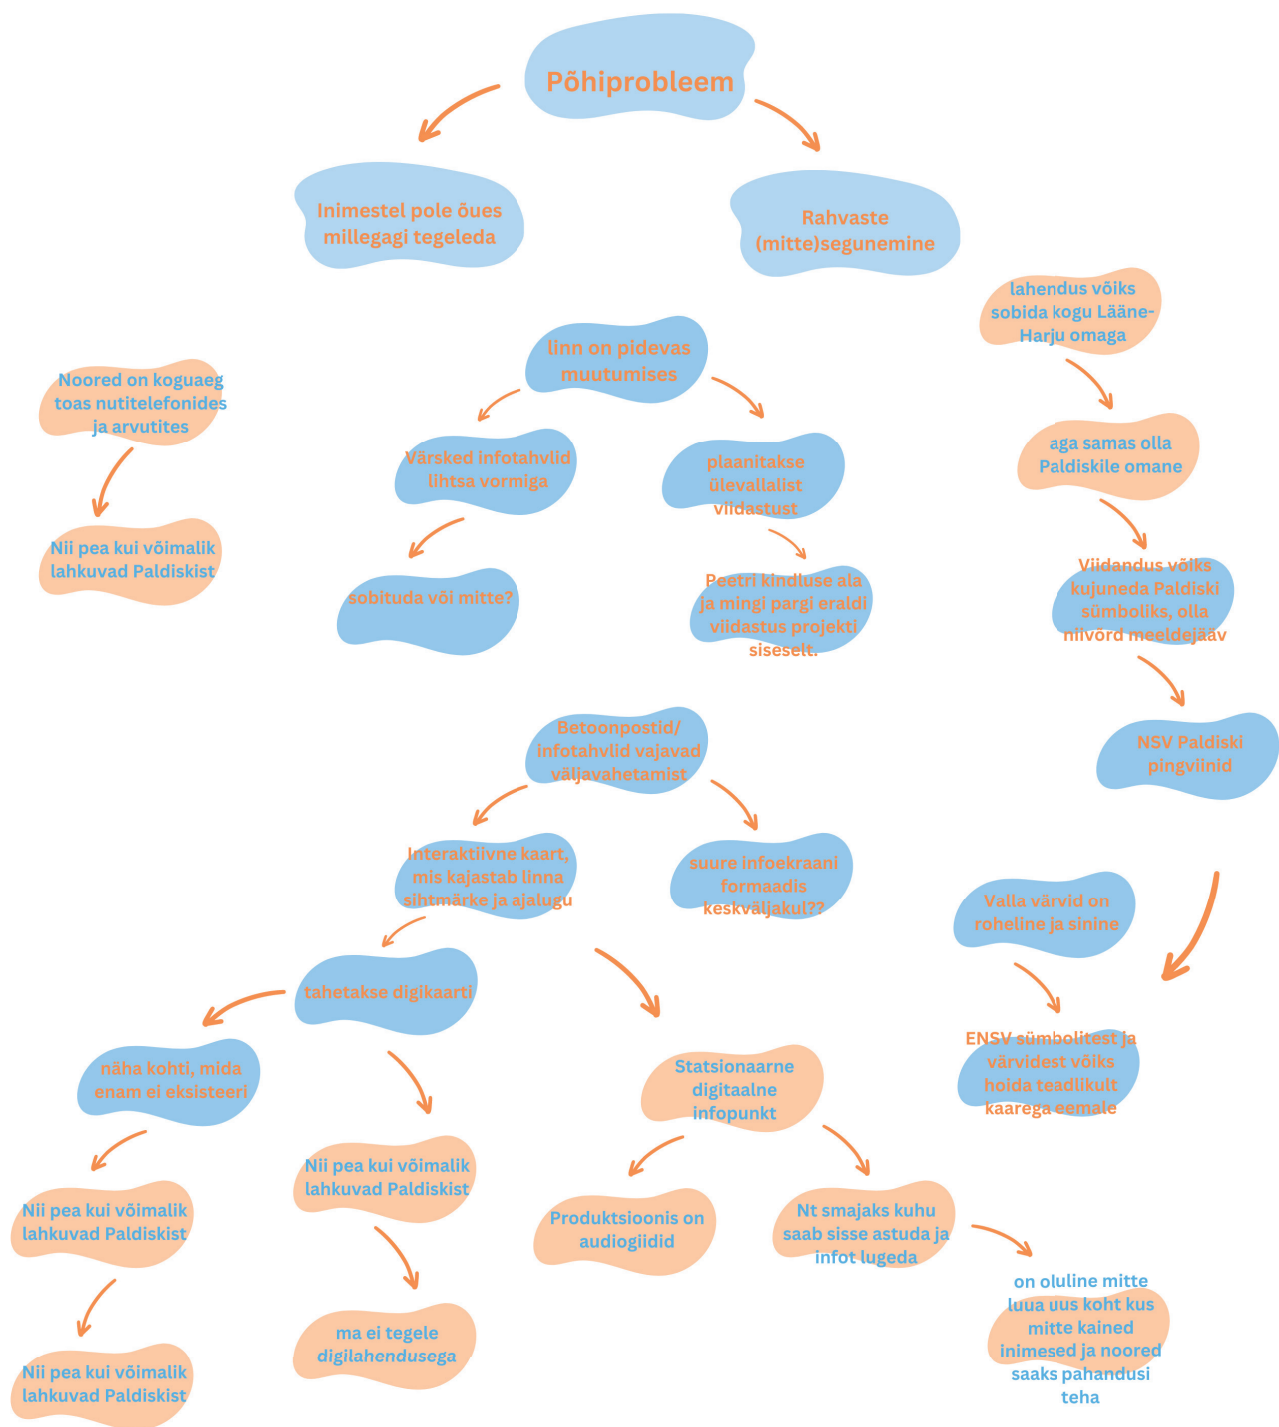 Põhiprobleem
Inimestel pole õues
millegagi tegeleda
Rahvaste
(mitte)segunemine
lahendus võiks
sobida kogu Lääne-
Harju omaga
linn on pidevas
muutumises
Noored on koguaeg
toas nutitelefonides
ja arvutites
Värsked infotahvlid
lihtsa vormiga
plaanitakse
ülevallalist
viidastust
aga samas olla
Paldiskile omane
Nii pea kui võimalik
lahkuvad Paldiskist
sobituda või mitte?
Peetri kindluse ala
ja mingi pargi eraldi
viidastus projekti
siseselt.
Viidandus võiks
kujuneda Paldiski
sümboliks, olla
niivõrd meeldejääv
NSV Paldiski
pingviinid
Betoonpostid/
infotahvlid vajavad
väljavahetamist
Interaktiivne kaart,
mis kajastab linna
sihtmärke ja ajalugu
suure infoekraani
formaadis
keskväljakul??
Valla värvid on
roheline ja sinine
tahetakse digikaarti
näha kohti, mida
enam ei eksisteeri
Statsionaarne
digitaalne
infopunkt
ENSV sümbolitest ja
värvidest võiks
hoida teadlikult
kaarega eemale
Nii pea kui võimalik
lahkuvad Paldiskist
Nii pea kui võimalik
lahkuvad Paldiskist
Produktsioonis on
audiogiidid
Nt smajaks kuhu
saab sisse astuda ja
infot lugeda
on oluline mitte
luua uus koht kus
mitte kained
inimesed ja noored
saaks pahandusi
teha
ma ei tegele
digilahendusega
Nii pea kui võimalik
lahkuvad Paldiskist